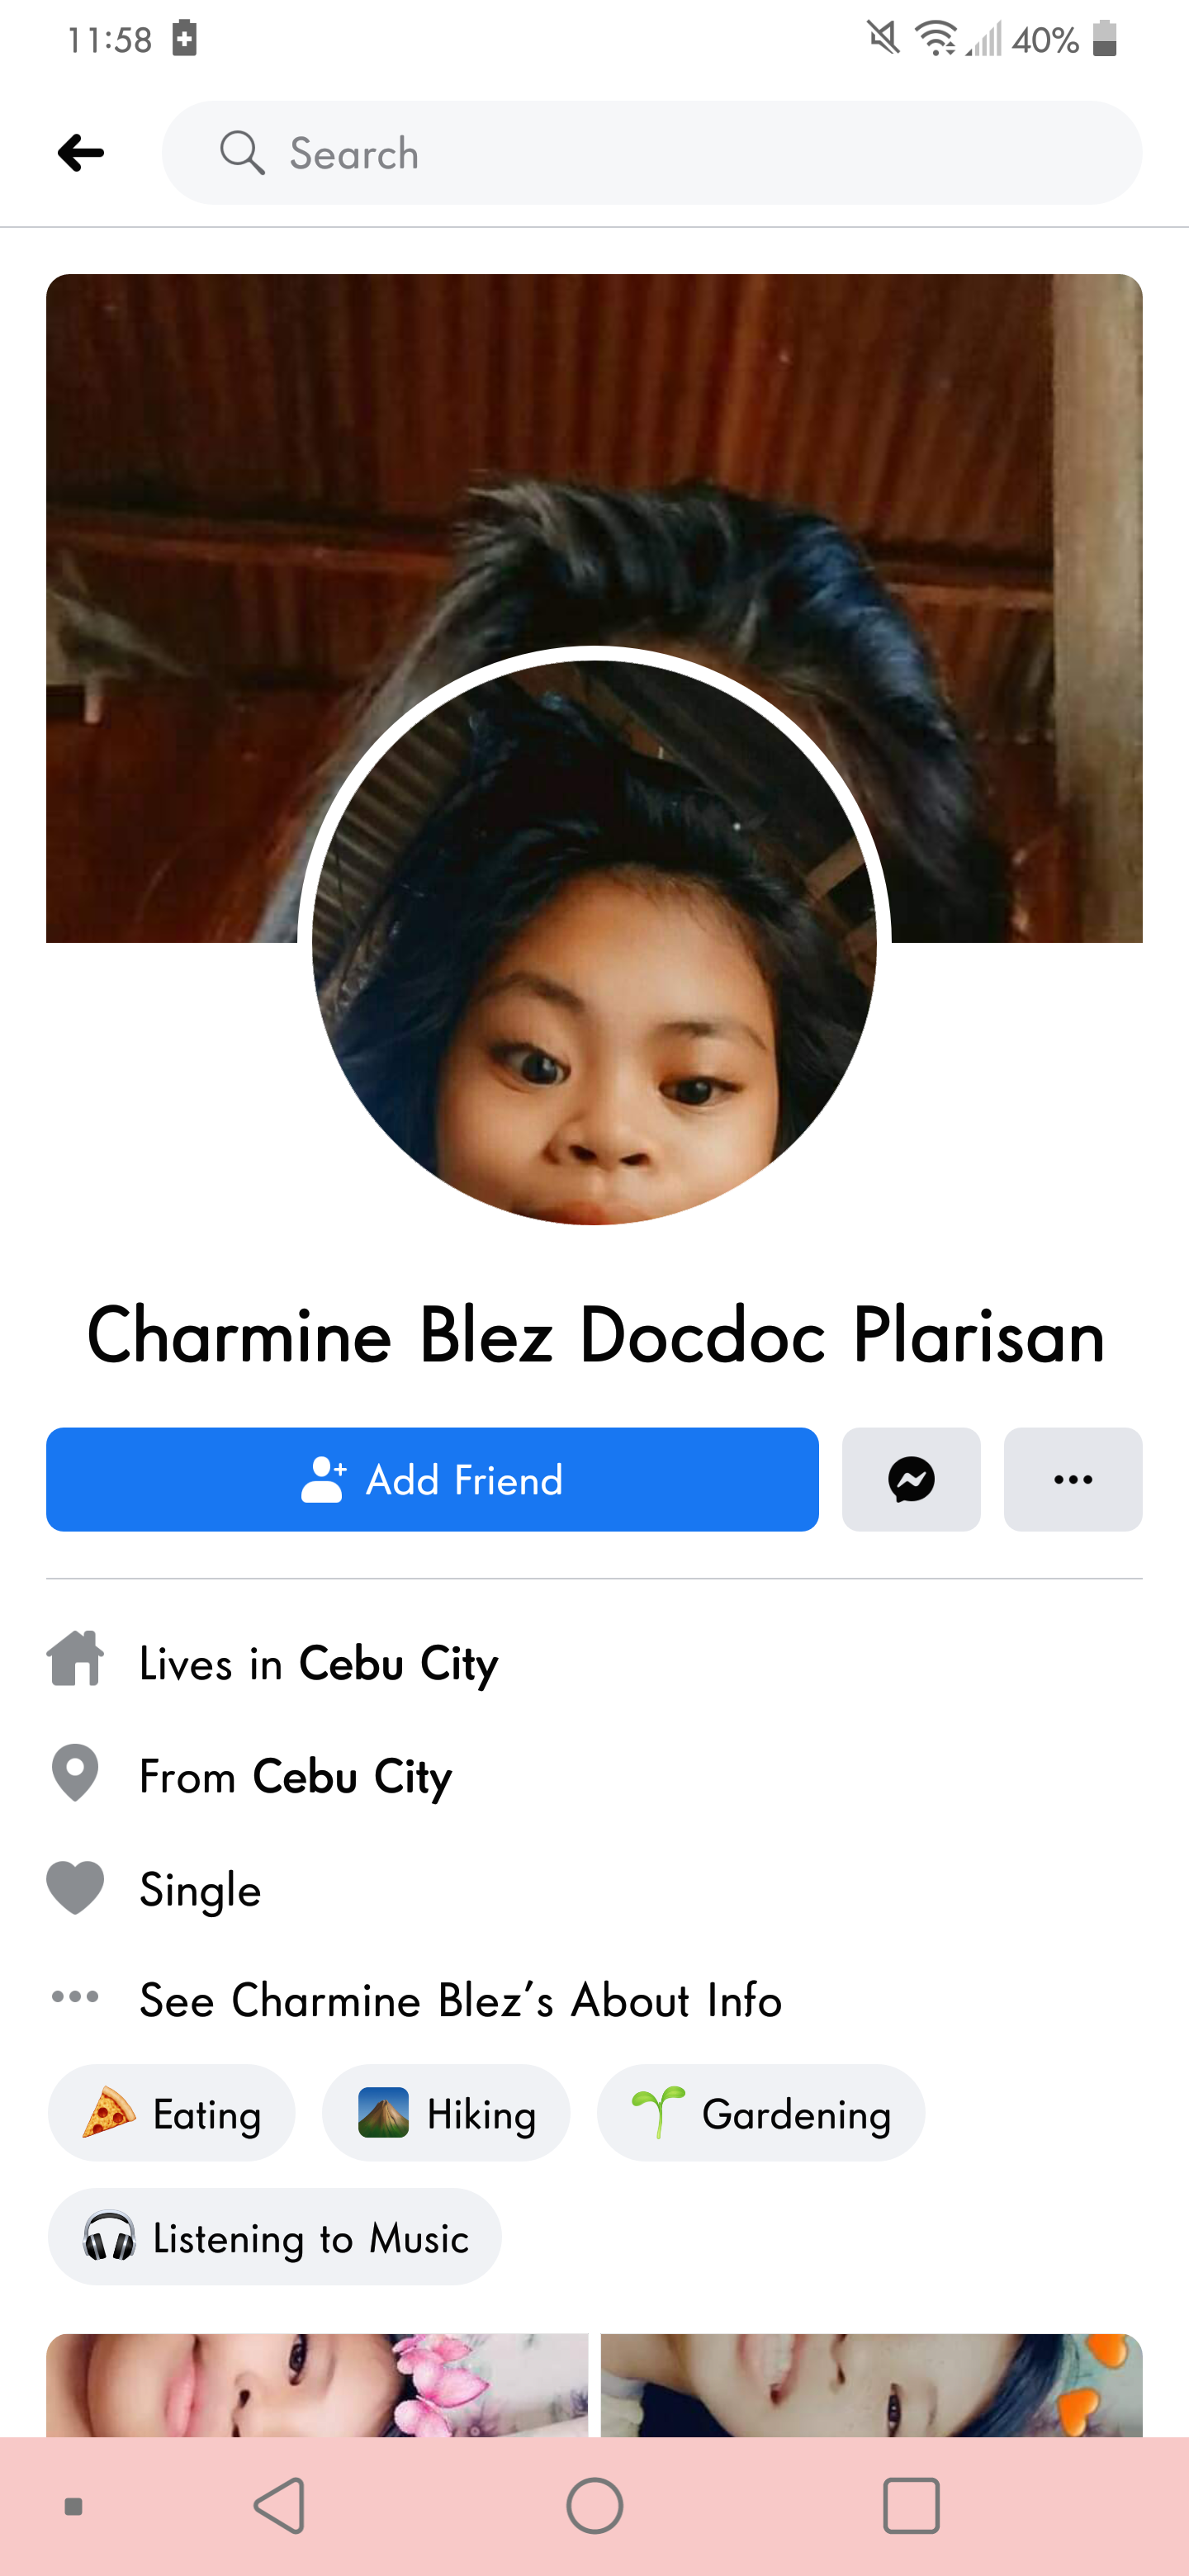 11:58
40%
Search
Charmine Blez Docdoc Plarisan
Add Friend
Lives in Cebu City
From Cebu City
Single
See Charmine Blez's About Info
Eating
Hiking
Gardening
Listening to Music